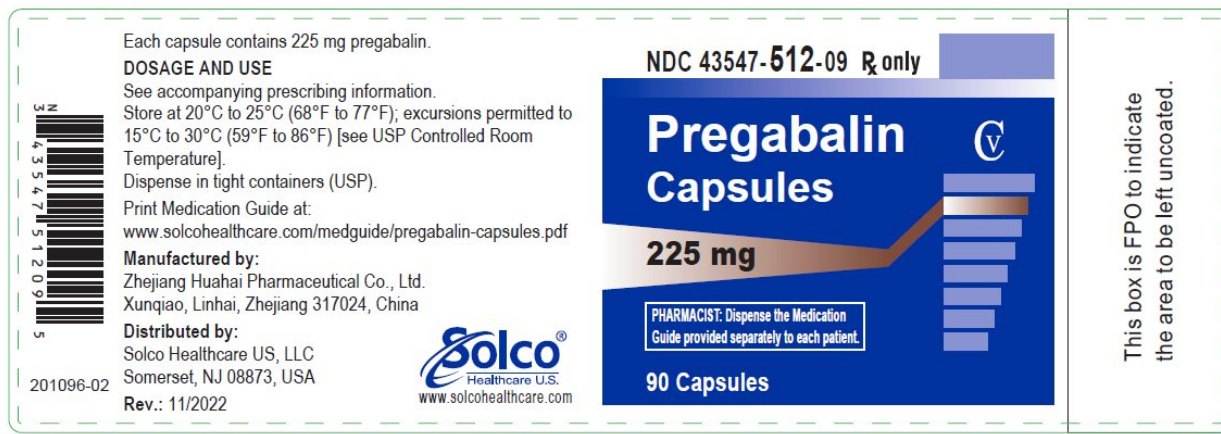 Each capsule contains 225 mg pregabalin.
DOSAGE AND USE
See accompanying prescribing information.
Store at 20°C to 25°C (68°F to 77°F); excursions permitted to
15°C to 30°C (59°F to 86°F) [see USP Controlled Room
Temperature].
Dispense in tight containers (USP).
Print Medication Guide at:
www.solcohealthcare.com/medguide/pregabalin-capsules.pdf
Manufactured by:
Zhejiang Huahai Pharmaceutical Co., Ltd.
Xunqiao, Linhai, Zhejiang 317024, China
Distributed by:
Solco Healthcare US, LLC
Somerset, NJ 08873, USA
Rev.: 11/2022
N
3 43547 51209 5
201096-02
Solco®
Healthcare U.S.
www.solcohealthcare.com
NDC 43547-512-09 ℞ only
Pregabalin
Capsules
CV
225 mg
PHARMACIST: Dispense the Medication
Guide provided separately to each patient.
90 Capsules
This box is FPO to indicate
the area to be left uncoated.